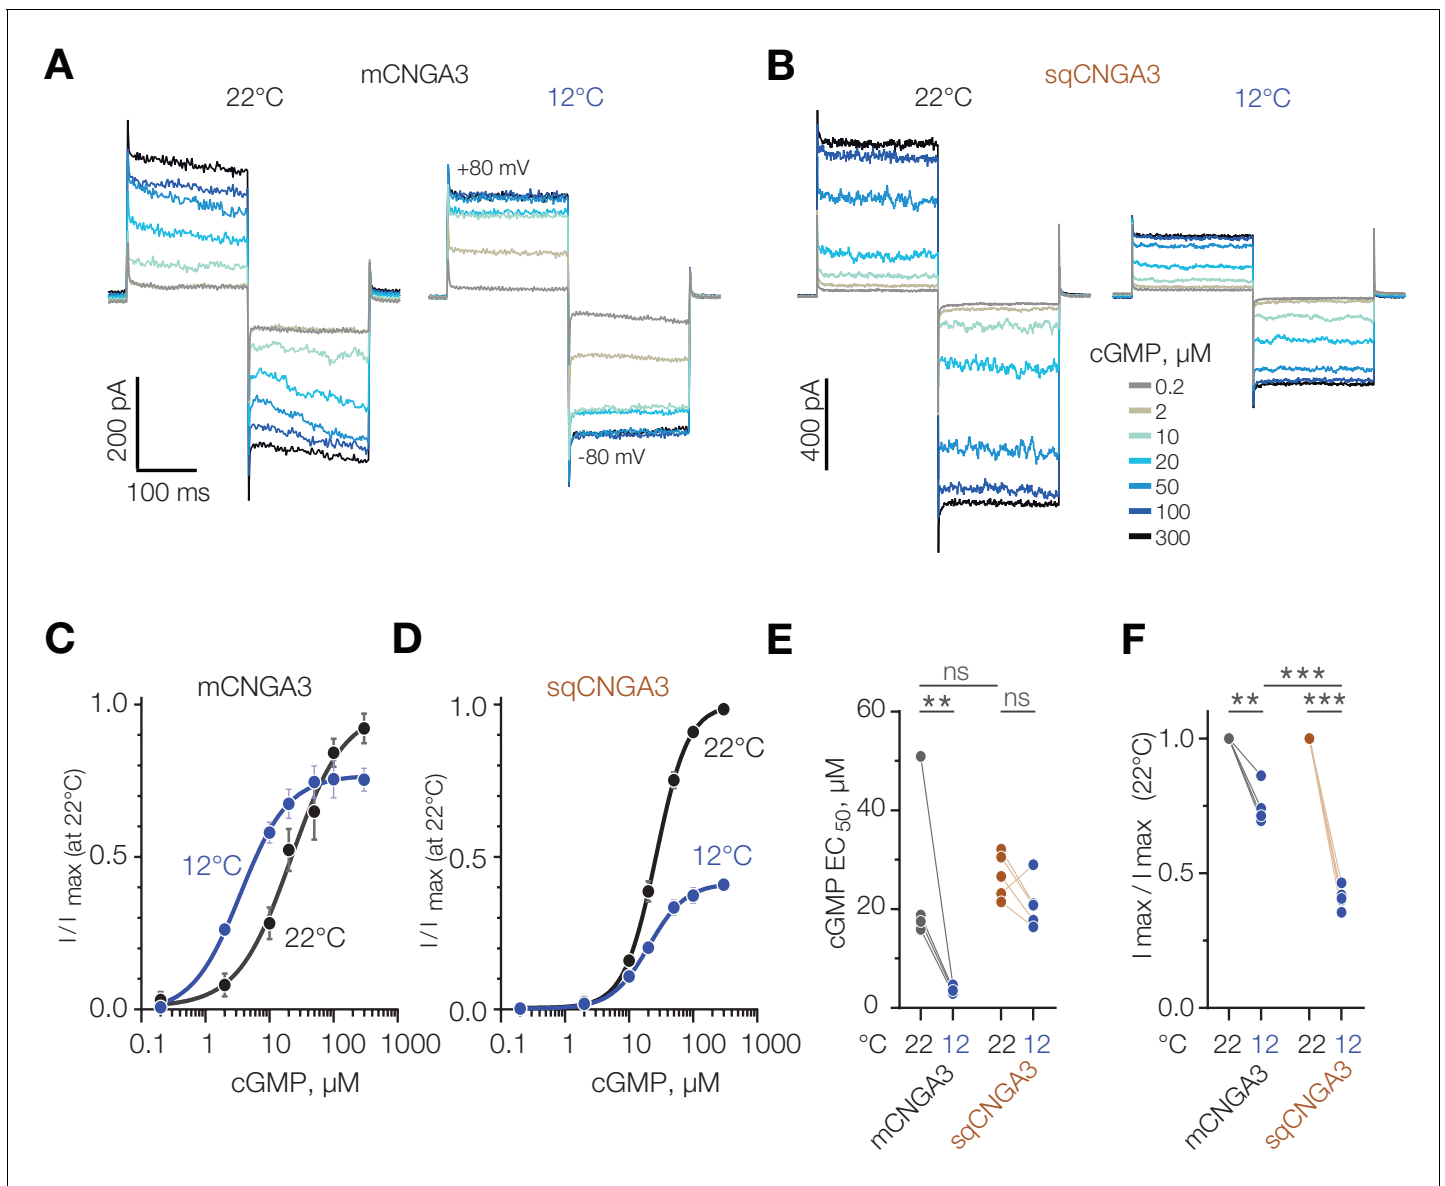 A
mCNGA3
22°C
12°C
+80 mV
-80 mV
200 pA
100 ms
B
sqCNGA3
22°C
12°C
400 pA
cGMP, µM
0.2
2
10
20
50
100
300
C
mCNGA3
I / I max (at 22°C)
1.0
0.5
0.0
12°C
22°C
0.1 1 10 100 1000
cGMP, µM
D
sqCNGA3
I / I max (at 22°C)
1.0
0.5
0.0
22°C
12°C
0.1 1 10 100 1000
cGMP, µM
E
ns
** ns
cGMP EC50, µM
60
40
20
0
°C 22 12 22 12
mCNGA3
sqCNGA3
F
***
** ***
I max / I max (22°C)
1.0
0.5
0.0
°C 22 12 22 12
mCNGA3
sqCNGA3